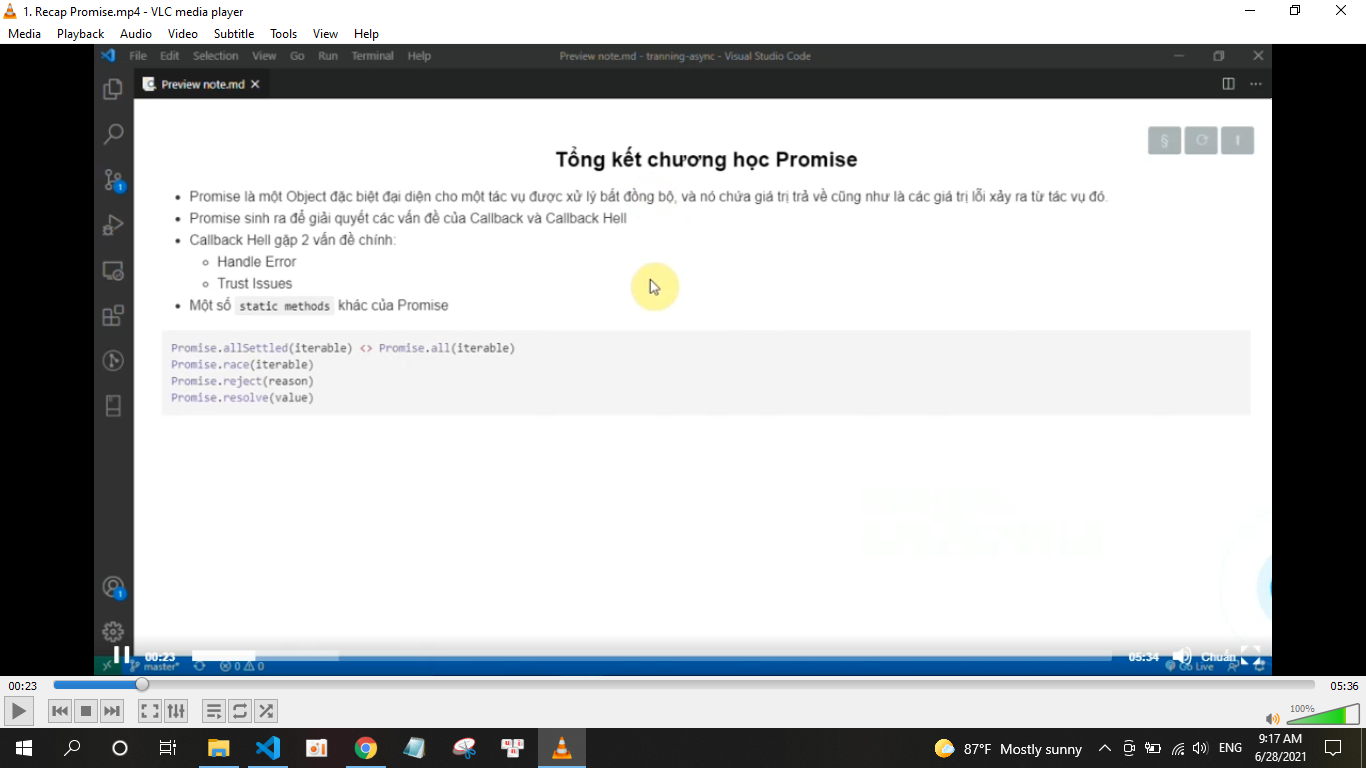 1. Recap Promise.mp4 - VLC media player
Media Playback Audio Video Subtitle Tools View Help
File Edit Selection View Go Run Terminal Help Preview note.md - tranning-async - Visual Studio Code
Preview note.md
Tổng kết chương học Promise
Promise là một Object đặc biệt đại diện cho một tác vụ được xử lý bất đồng bộ, và nó chứa giá trị trả về cũng như là các giá trị lỗi xảy ra từ tác vụ đó.
Promise sinh ra để giải quyết các vấn đề của Callback và Callback Hell
Callback Hell gặp 2 vấn đề chính:
Handle Error
Trust Issues
Một số static methods khác của Promise
Promise.allSettled(iterable) <> Promise.all(iterable)
Promise.race(iterable)
Promise.reject(reason)
Promise.resolve(value)
1
1
00:23 05:34 Chuẩn
master* 0 0 Go Live
00:23 05:36
100%
87°F Mostly sunny ENG 9:17 AM
6/28/2021